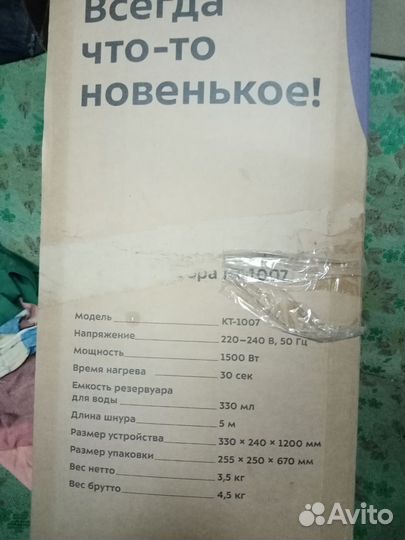 Всегда
что-то
новенькое!
КТ-1007
Модель КТ-1007
Напряжение 220–240 В, 50 Гц
Мощность 1500 Вт
Время нагрева 30 сек
Емкость резервуара
для воды 330 мл
Длина шнура 5 м
Размер устройства 330 × 240 × 1200 мм
Размер упаковки 255 × 250 × 670 мм
Вес нетто 3,5 кг
Вес брутто 4,5 кг
Avito